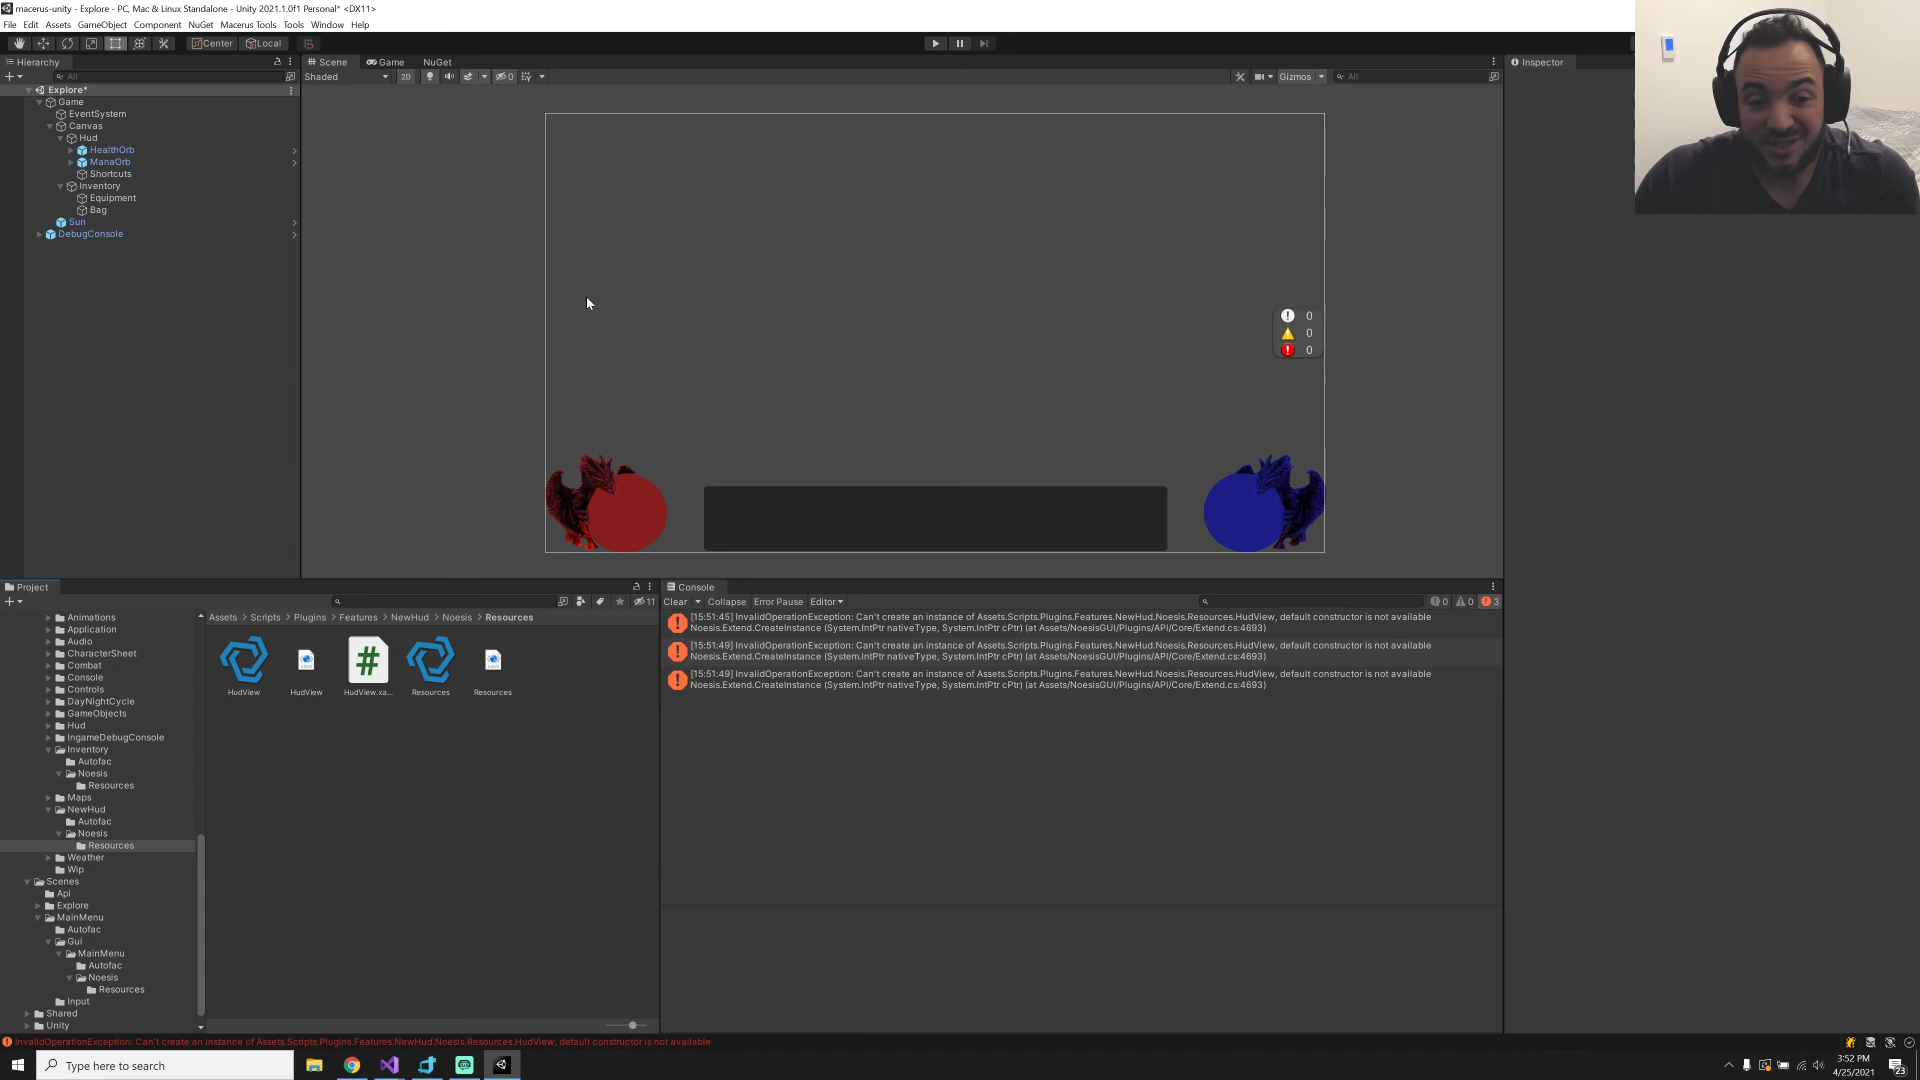 macerus-unity - Explore - PC, Mac & Linux Standalone - Unity 2021.1.0f1 Personal* <DX11>
File Edit Assets GameObject Component NuGet Macerus Tools Tools Window Help
Center Local
Hierarchy
All
Explore*
Game
EventSystem
Canvas
Hud
HealthOrb
ManaOrb
Shortcuts
Inventory
Equipment
Bag
Sun
DebugConsole
Scene Game NuGet
Shaded 2D 0 Gizmos All
0
0
0
Inspector
Project
11
Animations
Application
Audio
CharacterSheet
Combat
Console
Controls
DayNightCycle
GameObjects
Hud
IngameDebugConsole
Inventory
Autofac
Noesis
Resources
Maps
NewHud
Autofac
Noesis
Resources
Weather
Wip
Scenes
Api
Explore
MainMenu
Autofac
Gui
MainMenu
Autofac
Noesis
Resources
Input
Shared
Unity
Assets Scripts Plugins Features NewHud Noesis Resources
HudView HudView HudView.xa... Resources Resources
Console
Clear Collapse Error Pause Editor 0 0 3
[15:51:45] InvalidOperationException: Can't create an instance of Assets.Scripts.Plugins.Features.NewHud.Noesis.Resources.HudView, default constructor is not available
Noesis.Extend.CreateInstance (System.IntPtr nativeType, System.IntPtr cPtr) (at Assets/NoesisGUI/Plugins/API/Core/Extend.cs:4693)
[15:51:49] InvalidOperationException: Can't create an instance of Assets.Scripts.Plugins.Features.NewHud.Noesis.Resources.HudView, default constructor is not available
Noesis.Extend.CreateInstance (System.IntPtr nativeType, System.IntPtr cPtr) (at Assets/NoesisGUI/Plugins/API/Core/Extend.cs:4693)
[15:51:49] InvalidOperationException: Can't create an instance of Assets.Scripts.Plugins.Features.NewHud.Noesis.Resources.HudView, default constructor is not available
Noesis.Extend.CreateInstance (System.IntPtr nativeType, System.IntPtr cPtr) (at Assets/NoesisGUI/Plugins/API/Core/Extend.cs:4693)
InvalidOperationException: Can't create an instance of Assets.Scripts.Plugins.Features.NewHud.Noesis.Resources.HudView, default constructor is not available
Type here to search
3:52 PM
4/25/2021
23